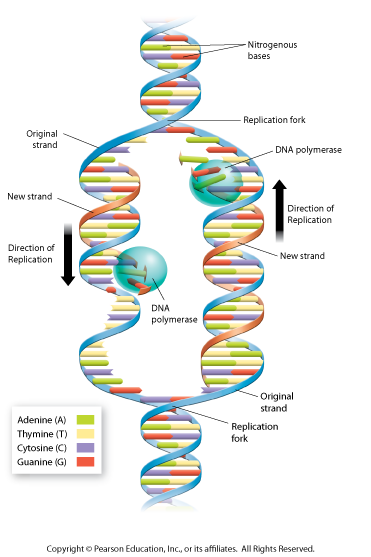 Nitrogenous
bases
Replication fork
Original
strand
DNA polymerase
New strand
Direction of
Replication
Direction of
Replication
New strand
DNA
polymerase
Original
strand
Replication
fork
Adenine (A)
Thymine (T)
Cytosine (C)
Guanine (G)
Copyright © Pearson Education, Inc., or its affiliates. All Rights Reserved.